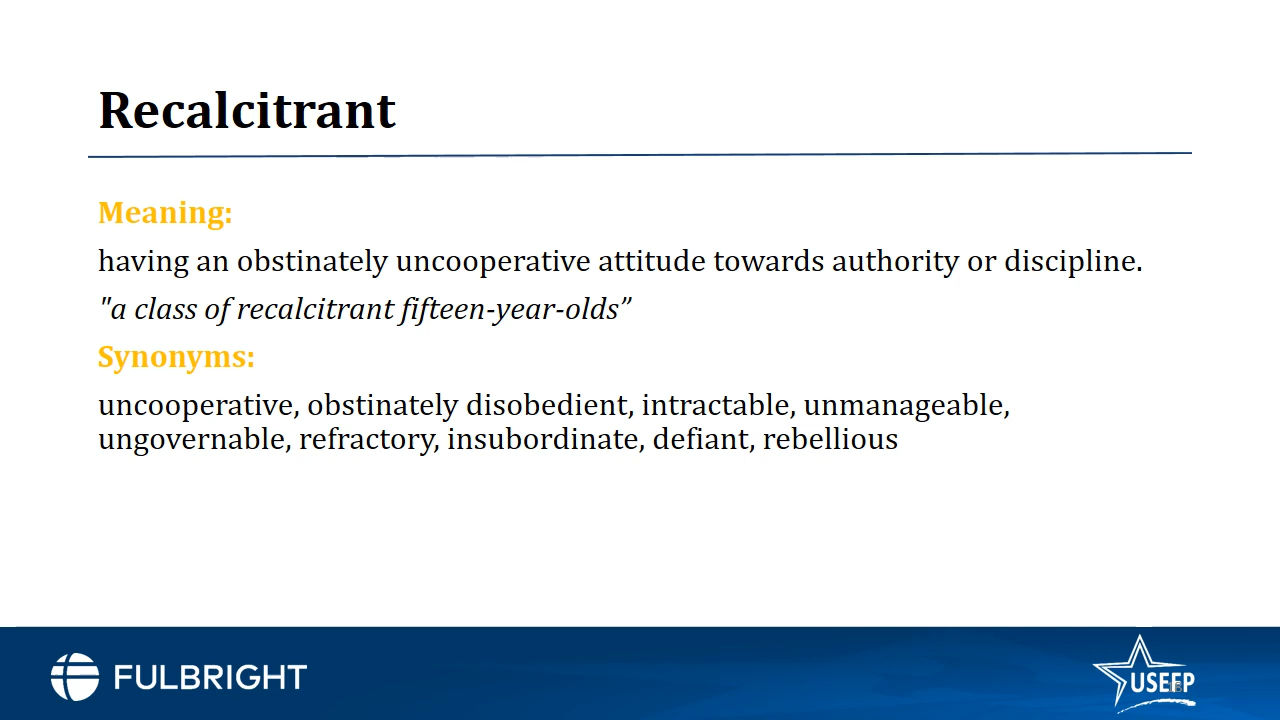 Recalcitrant
Meaning:
having an obstinately uncooperative attitude towards authority or discipline.
"a class of recalcitrant fifteen-year-olds”
Synonyms:
uncooperative, obstinately disobedient, intractable, unmanageable,
ungovernable, refractory, insubordinate, defiant, rebellious
FULBRIGHT
USEFP